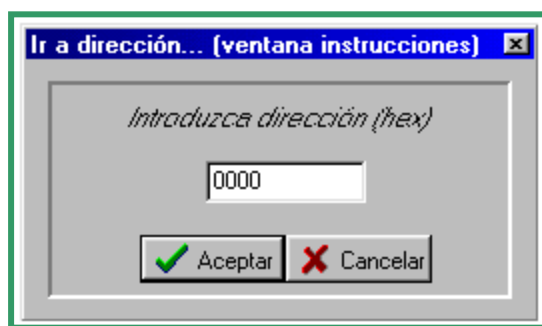 Ir a dirección... (ventana instrucciones)
Introduzca dirección (hex)
0000
Aceptar Cancelar